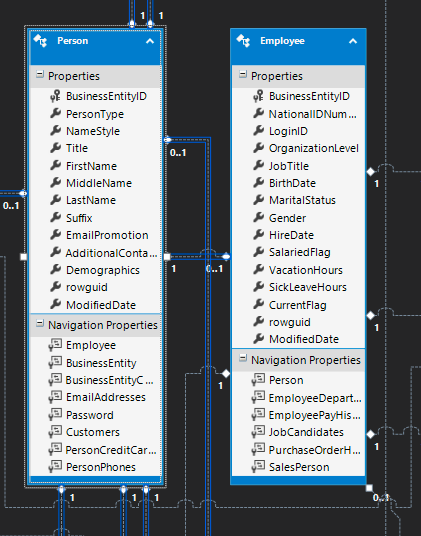 1 1
Person
Properties
BusinessEntityID
PersonType
NameStyle
Title
FirstName
MiddleName
LastName
Suffix
EmailPromotion
AdditionalConta...
Demographics
rowguid
ModifiedDate
Navigation Properties
Employee
BusinessEntity
BusinessEntityC...
EmailAddresses
Password
Customers
PersonCreditCar...
PersonPhones
0..1
0..1
1
0..1
1 1 1
Employee
Properties
BusinessEntityID
NationalIDNum...
LoginID
OrganizationLevel
JobTitle
BirthDate
MaritalStatus
Gender
HireDate
SalariedFlag
VacationHours
SickLeaveHours
CurrentFlag
rowguid
ModifiedDate
Navigation Properties
Person
EmployeeDepart...
EmployeePayHis...
JobCandidates
PurchaseOrderH...
SalesPerson
1
1
1
1
0..1